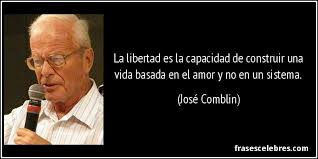 La libertad es la capacidad de construir una
vida basada en el amor y no en un sistema.
(José Comblin)
frasescelebres.com